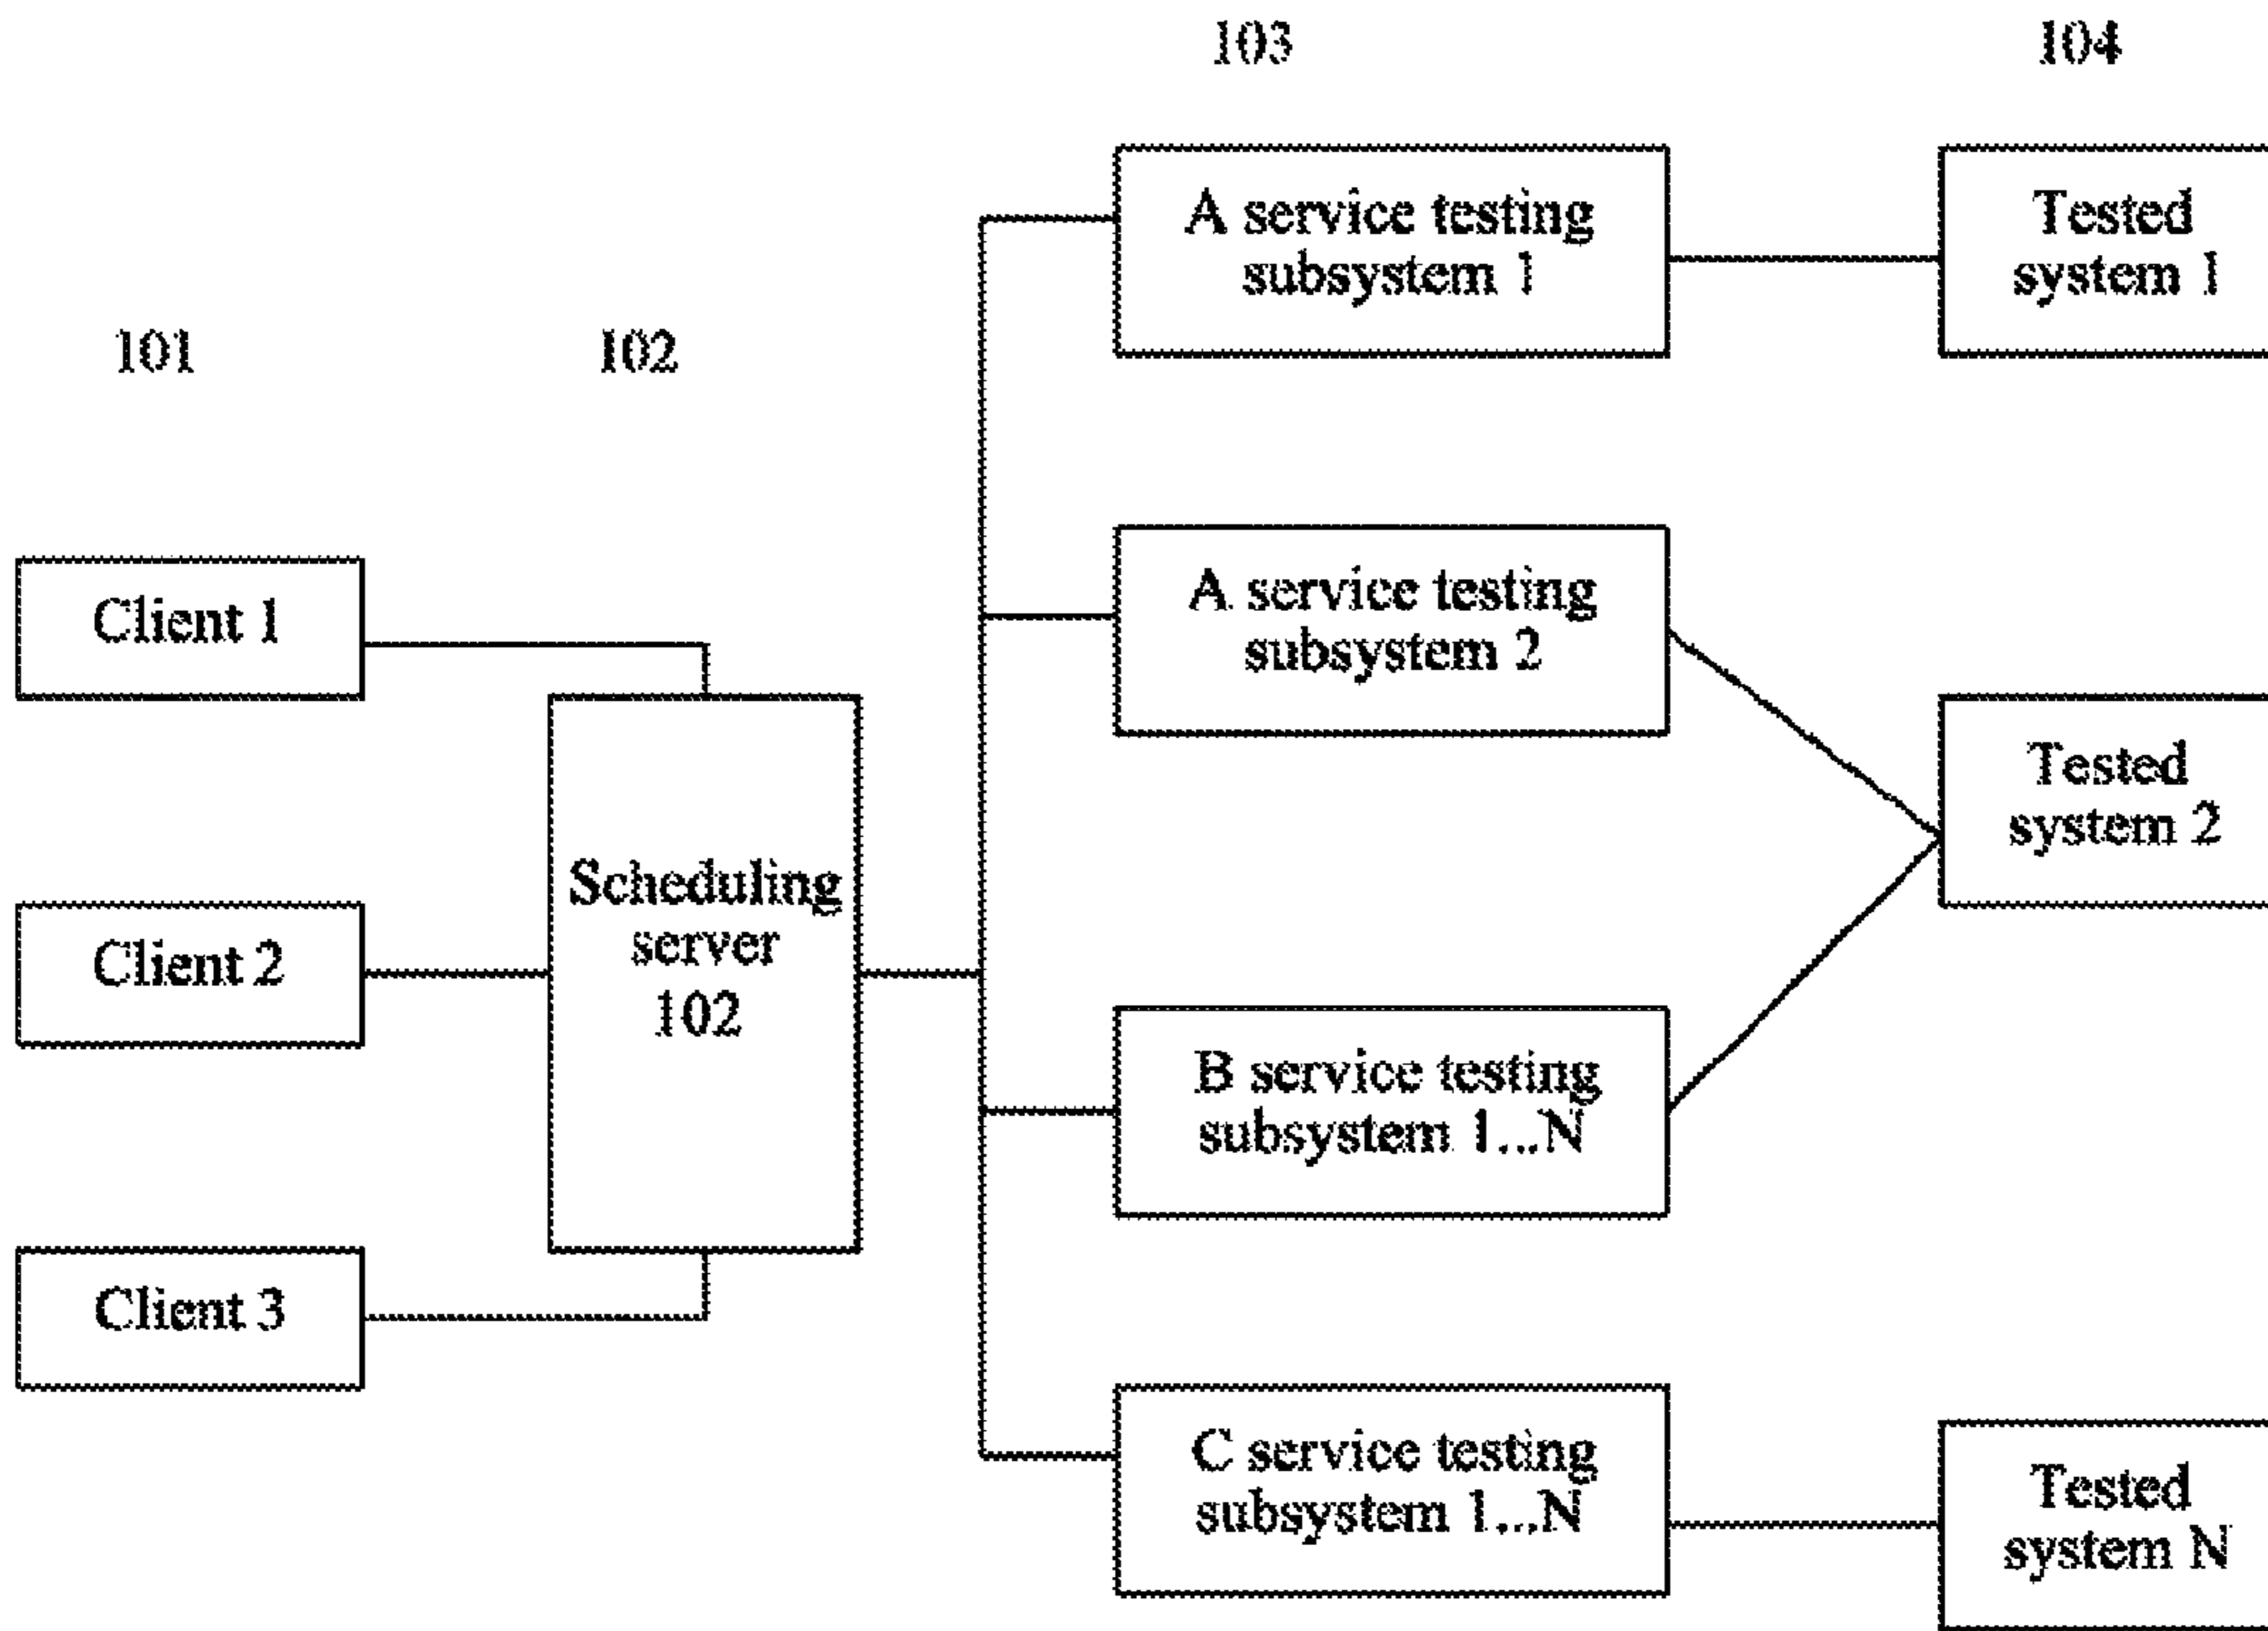 103
104
101
102
A service testing
subsystem 1
Tested
system 1
A service testing
subsystem 2
Client 1
Tested
system 2
Scheduling
server
102
Client 2
B service testing
subsystem 1...N
Client 3
C service testing
subsystem 1...N
Tested
system N